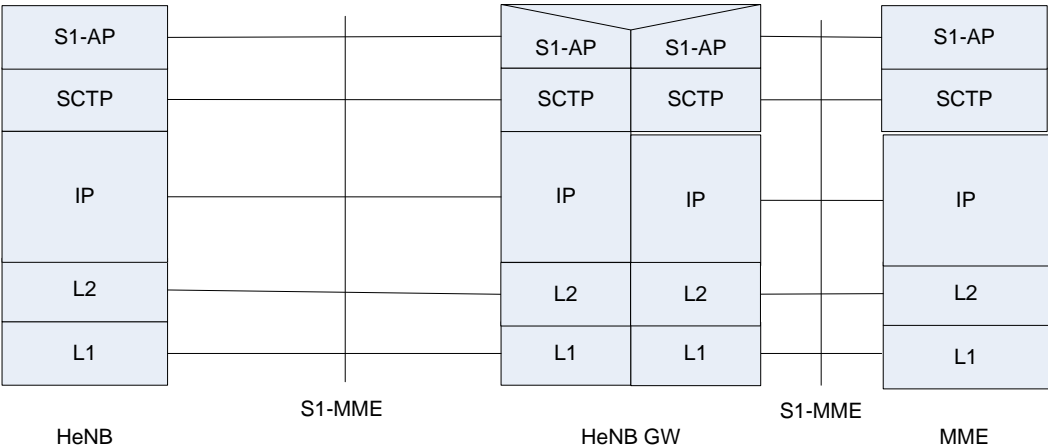 S1-AP S1-AP S1-AP S1-AP
SCTP SCTP SCTP SCTP
IP IP IP IP
L2 L2 L2 L2
L1 L1 L1 L1
S1-MME S1-MME
HeNB HeNB GW MME